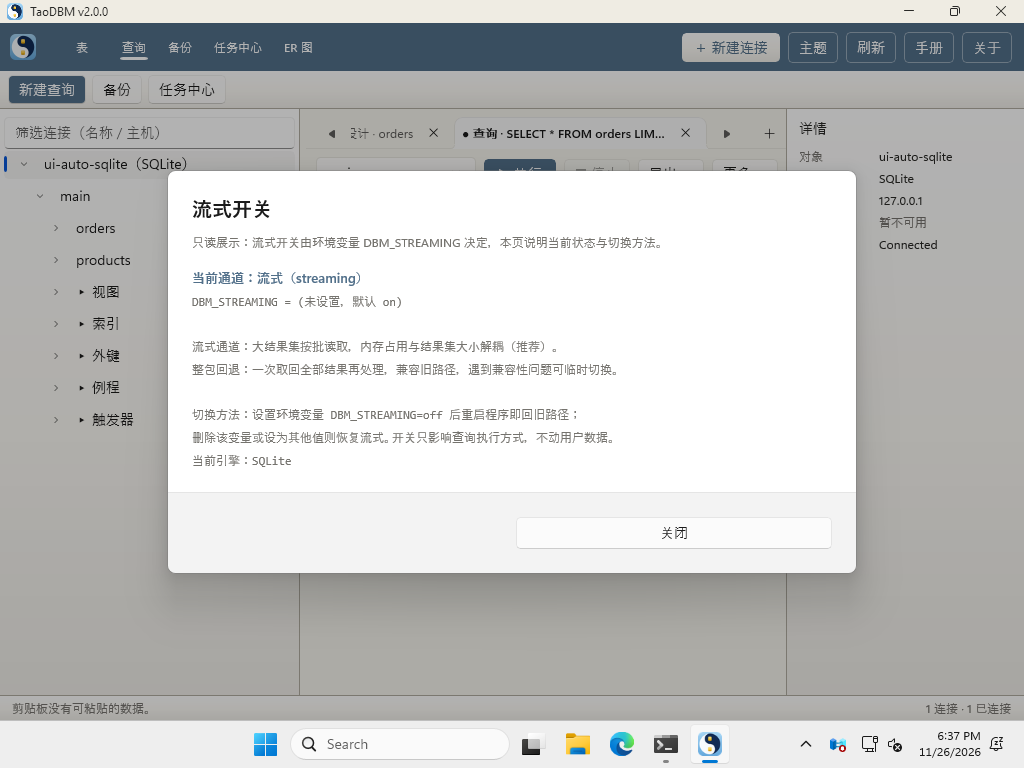 TaoDBM v2.0.0
表
查询
备份
任务中心
ER 图
+ 新建连接
主题
刷新
手册
关于
新建查询
备份
任务中心
筛选连接（名称 / 主机）
ui-auto-sqlite（SQLite）
main
orders
products
视图
索引
外键
例程
触发器
设计 · orders
● 查询 · SELECT * FROM orders LIM...
详情
对象
ui-auto-sqlite
SQLite
127.0.0.1
暂不可用
Connected
流式开关
只读展示：流式开关由环境变量 DBM_STREAMING 决定，本页说明当前状态与切换方法。
当前通道：流式（streaming）
DBM_STREAMING = (未设置，默认 on)
流式通道：大结果集按批读取，内存占用与结果集大小解耦（推荐）。
整包回退：一次取回全部结果再处理，兼容旧路径，遇到兼容性问题可临时切换。
切换方法：设置环境变量 DBM_STREAMING=off 后重启程序即回旧路径；
删除该变量或设为其他值则恢复流式。开关只影响查询执行方式，不动用户数据。
当前引擎：SQLite
关闭
剪贴板没有可粘贴的数据。
1 连接 · 1 已连接
Search
6:37 PM
11/26/2026